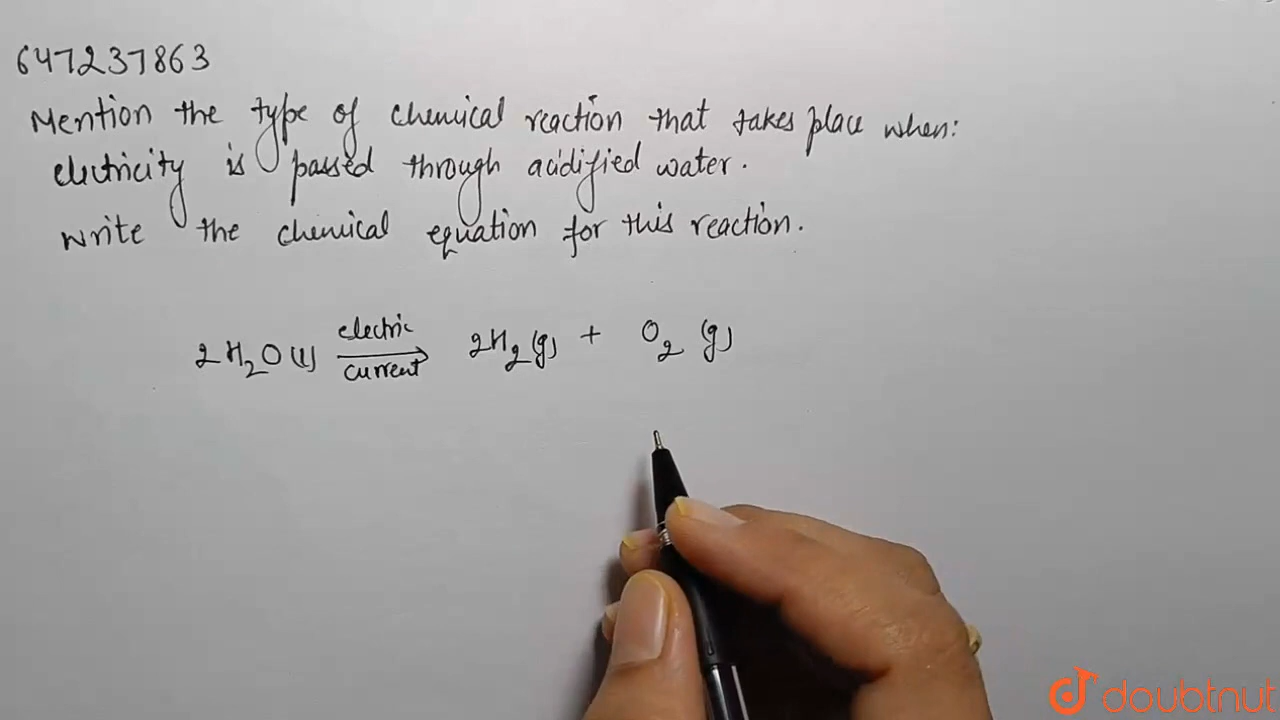 647237863
Mention the type of chemical reaction that takes place when:
electricity is passed through acidified water.
Write the chemical equation for this reaction.
2H₂O(l) electric current → 2H₂(g) + O₂ (g)
doubtnut